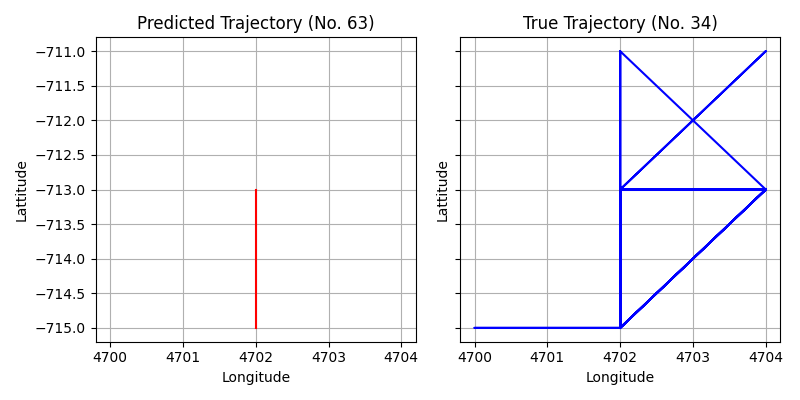 Predicted Trajectory (No. 63)
True Trajectory (No. 34)
Lattitude
−711.0
−711.5
−712.0
−712.5
−713.0
−713.5
−714.0
−714.5
−715.0
4700 4701 4702 4703 4704
Longitude
Lattitude
4700 4701 4702 4703 4704
Longitude